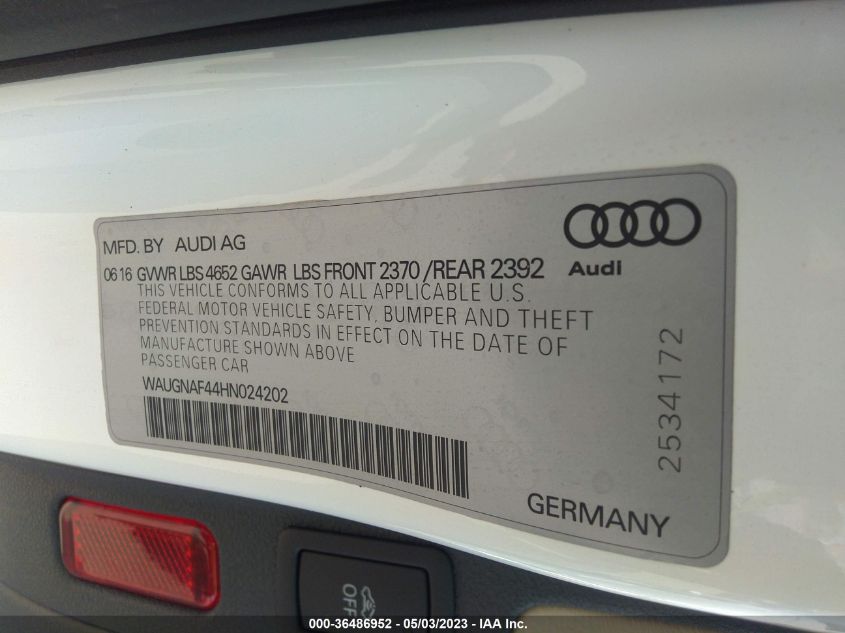 MFD. BY AUDI AG
06 16 GVWR LBS 4652 GAWR LBS FRONT 2370 /REAR 2392
THIS VEHICLE CONFORMS TO ALL APPLICABLE U.S.
FEDERAL MOTOR VEHICLE SAFETY, BUMPER AND THEFT
PREVENTION STANDARDS IN EFFECT ON THE DATE OF
MANUFACTURE SHOWN ABOVE
PASSENGER CAR
WAUGNAF44HN024202
Audi
2534172
GERMANY
OFF
000-36486952 - 05/03/2023 - IAA Inc.